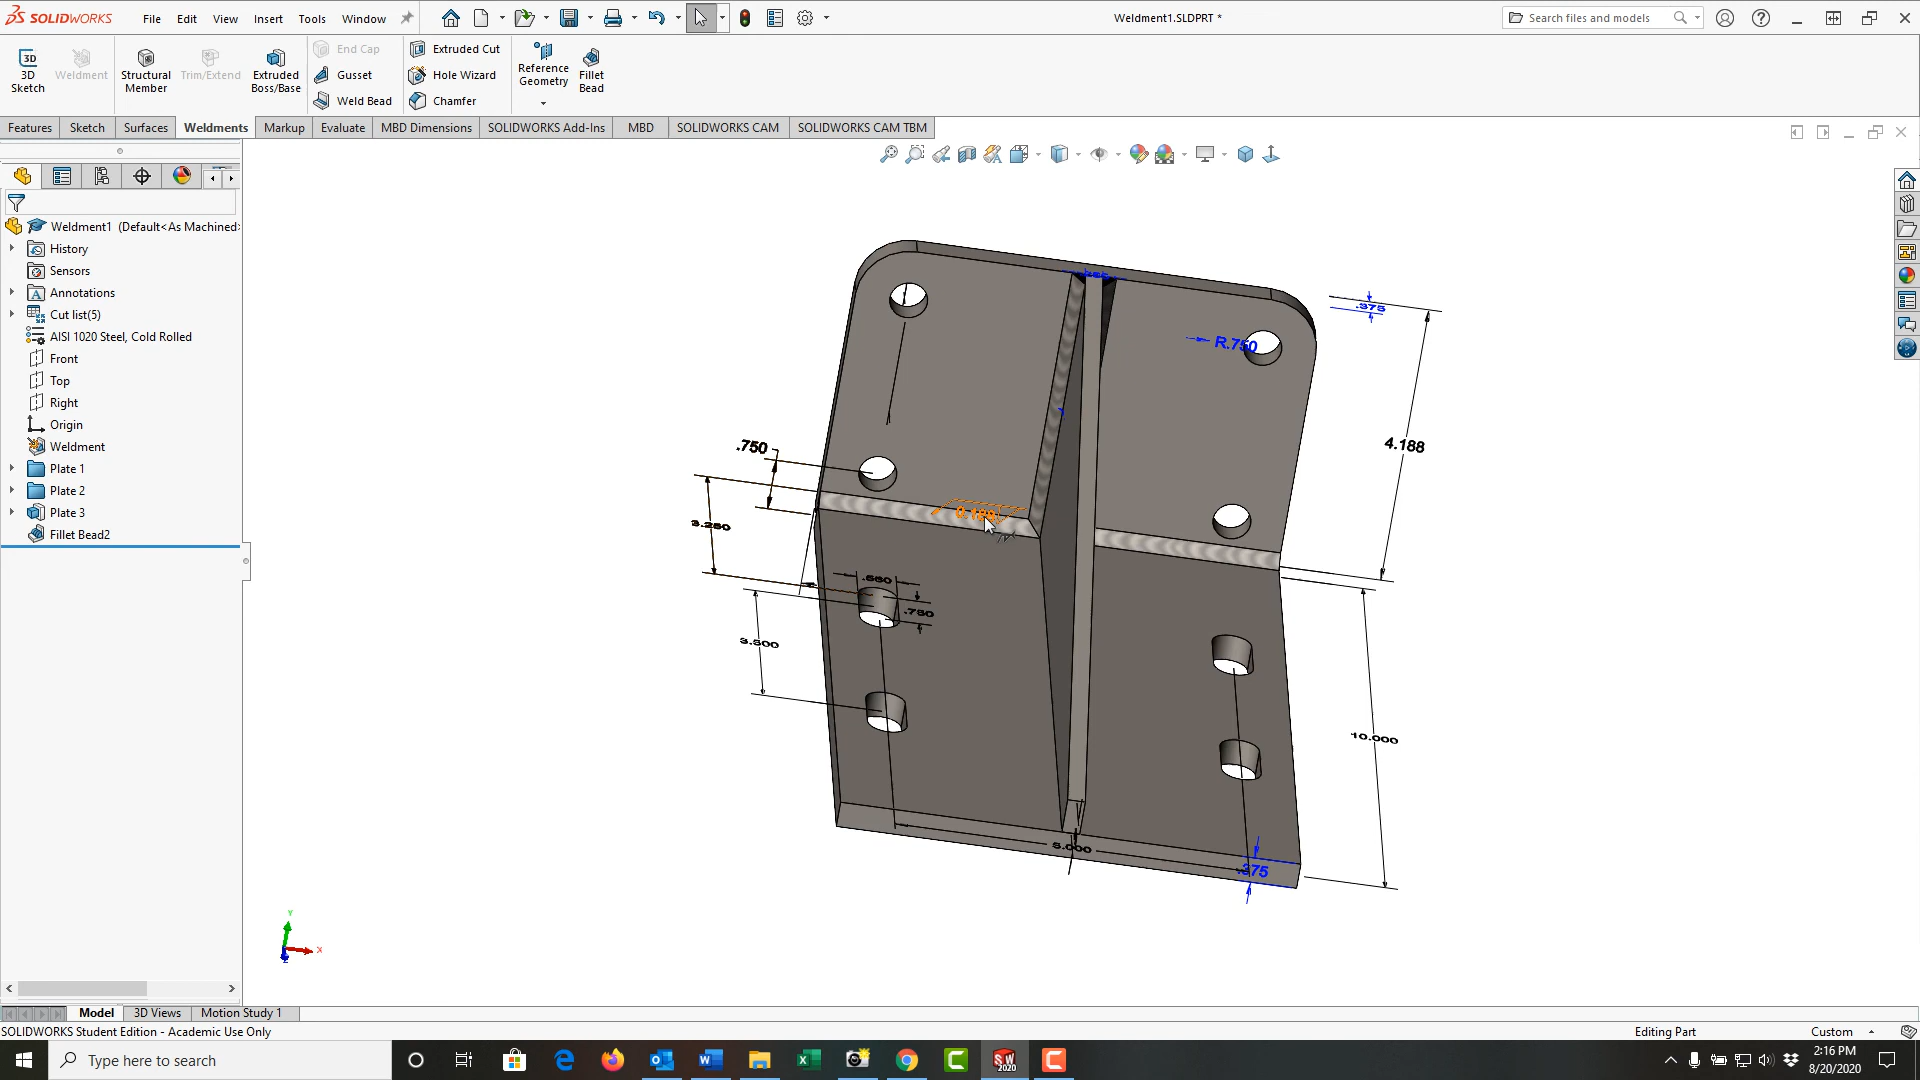 SOLIDWORKS
File
Edit
View
Insert
Tools
Window
Weldment1.SLDPRT *
Search files and models
3D
Sketch
Weldment
Structural
Member
Trim/Extend
Extruded
Boss/Base
End Cap
Gusset
Weld Bead
Extruded Cut
Hole Wizard
Chamfer
Reference
Geometry
Fillet
Bead
Features
Sketch
Surfaces
Weldments
Markup
Evaluate
MBD Dimensions
SOLIDWORKS Add-Ins
MBD
SOLIDWORKS CAM
SOLIDWORKS CAM TBM
Weldment1 (Default<As Machined>
History
Sensors
Annotations
Cut list(5)
AISI 1020 Steel, Cold Rolled
Front
Top
Right
Origin
Weldment
Plate 1
Plate 2
Plate 3
Fillet Bead2
.375
R.750
4.188
.750
3.250
.750
3.500
10.000
5.000
.375
Y
X
Z
Model
3D Views
Motion Study 1
SOLIDWORKS Student Edition - Academic Use Only
Editing Part
Custom
Type here to search
2:16 PM
8/20/2020